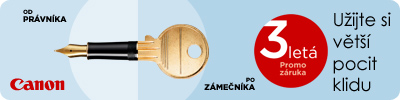 OD
PRÁVNÍKA
Canon
PO
ZÁMEČNÍKA
3
letá
Promo
záruka
Užijte si
větší
pocit
klidu